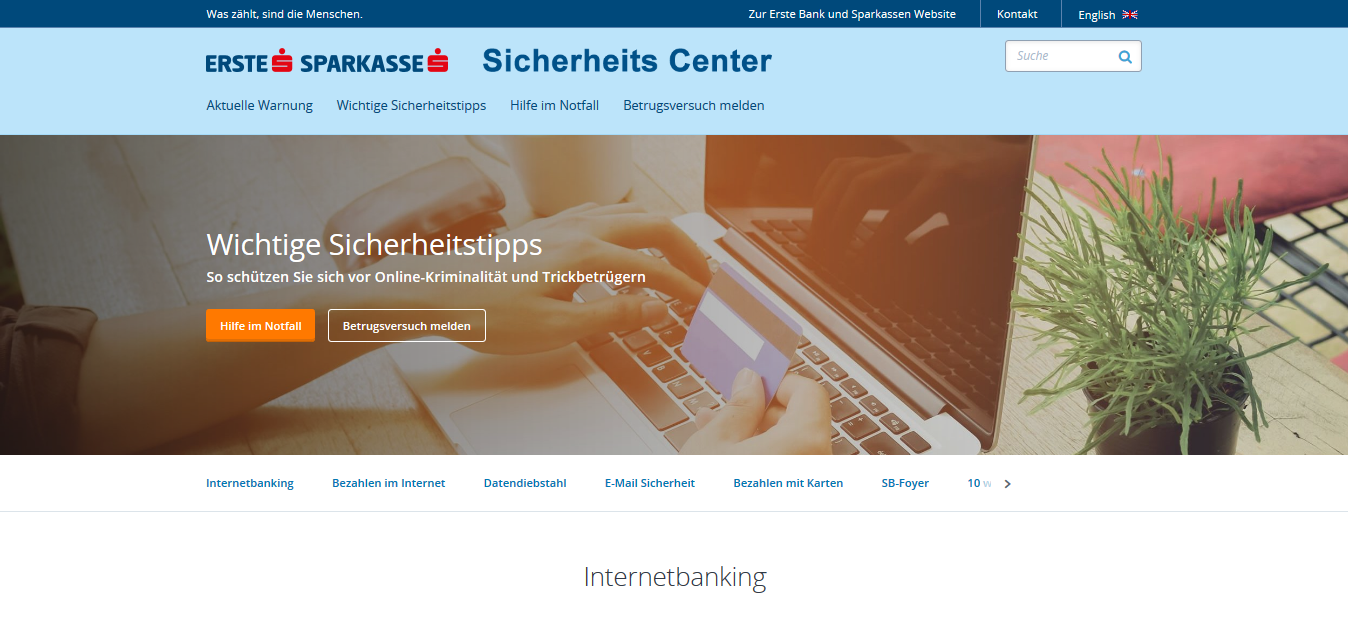 Was zählt, sind die Menschen.
Zur Erste Bank und Sparkassen Website
Kontakt
English
ERSTE SPARKASSE
Sicherheits Center
Suche
Aktuelle Warnung
Wichtige Sicherheitstipps
Hilfe im Notfall
Betrugsversuch melden
Wichtige Sicherheitstipps
So schützen Sie sich vor Online-Kriminalität und Trickbetrügern
Hilfe im Notfall
Betrugsversuch melden
Internetbanking
Bezahlen im Internet
Datendiebstahl
E-Mail Sicherheit
Bezahlen mit Karten
SB-Foyer
10 w
Internetbanking